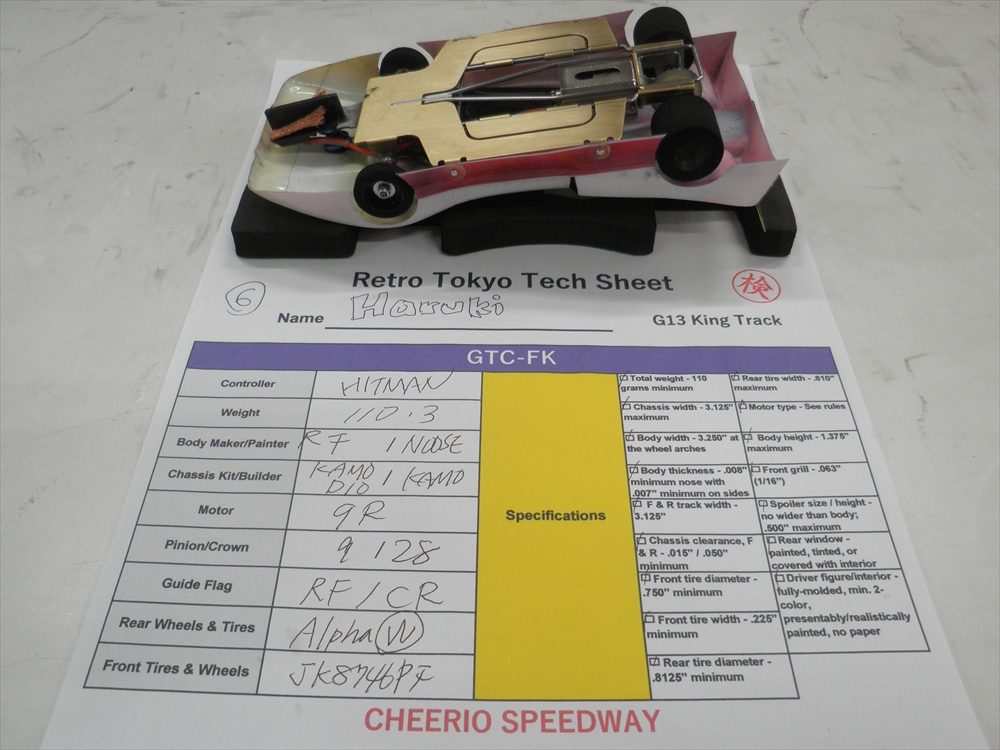 Retro Tokyo Tech Sheet
検
6
Name Haruki
G13 King Track
GTC-FK
Controller HITMAN
Weight 110.3
Body Maker/Painter RF / NOOSE
Chassis Kit/Builder KAMO D10 / KAMO
Motor 9R
Pinion/Crown 9 / 28
Guide Flag RF / CR
Rear Wheels & Tires Alpha W
Front Tires & Wheels JK8746PF
Specifications
Total weight - 110
grams minimum
Chassis width - 3.125"
maximum
Body width - 3.250" at
the wheel arches
Body thickness - .008"
minimum nose with
.007" minimum on sides
F & R track width -
3.125"
Chassis clearance, F
& R - .015" / .050"
minimum
Front tire diameter -
.750" minimum
Front tire width - .225"
minimum
Rear tire diameter -
.8125" minimum
Rear tire width - .810"
maximum
Motor type - See rules
Body height - 1.375"
maximum
Front grill - .063"
(1/16")
Spoiler size / height -
no wider than body;
.500" maximum
Rear window -
painted, tinted, or
covered with interior
Driver figure/interior -
fully-molded, min. 2-
color,
presentably/realistically
painted, no paper
CHEERIO SPEEDWAY